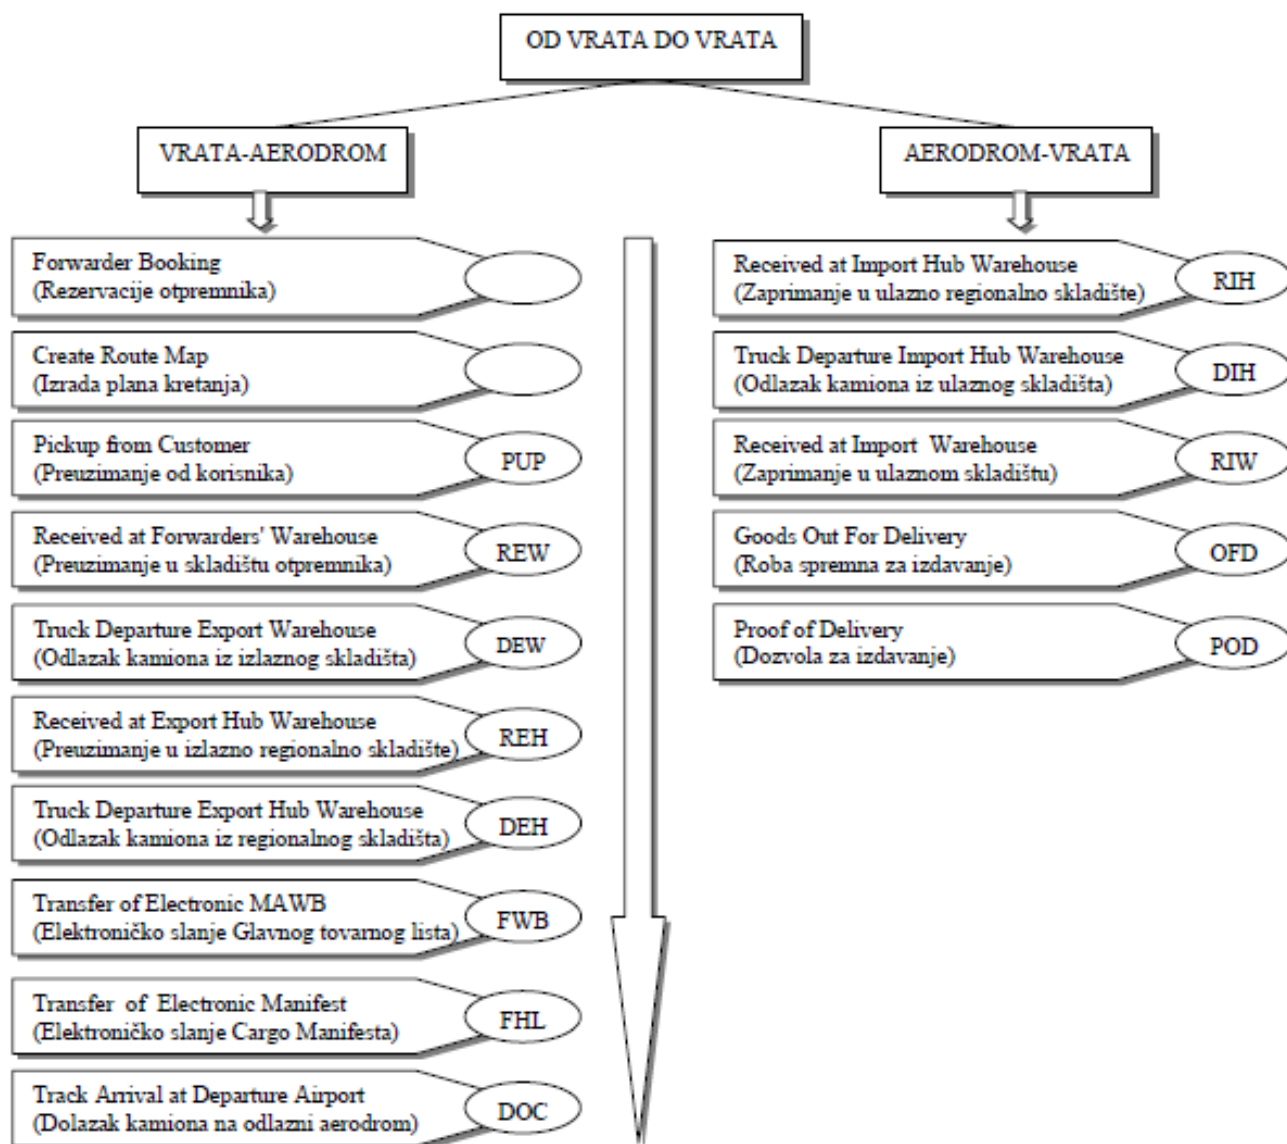 OD VRATA DO VRATA
VRATA-AERODROM
Forwarder Booking
(Rezervacije otpremnika)
Create Route Map
(Izrada plana kretanja)
Pickup from Customer
(Preuzimanje od korisnika)
PUP
Received at Forwarders' Warehouse
(Preuzimanje u skladištu otpremnika)
REW
Truck Departure Export Warehouse
(Odlazak kamiona iz izlaznog skladišta)
DEW
Received at Export Hub Warehouse
(Preuzimanje u izlazno regionalno skladište)
REH
Truck Departure Export Hub Warehouse
(Odlazak kamiona iz regionalnog skladišta)
DEH
Transfer of Electronic MAWB
(Elektroničko slanje Glavnog tovarnog lista)
FWB
Transfer of Electronic Manifest
(Elektroničko slanje Cargo Manifesta)
FHL
Track Arrival at Departure Airport
(Dolazak kamiona na odlazni aerodrom)
DOC
AERODROM-VRATA
Received at Import Hub Warehouse
(Zaprimanje u ulazno regionalno skladište)
RIH
Truck Departure Import Hub Warehouse
(Odlazak kamiona iz ulaznog skladišta)
DIH
Received at Import Warehouse
(Zaprimanje u ulaznom skladištu)
RIW
Goods Out For Delivery
(Roba spremna za izdavanje)
OFD
Proof of Delivery
(Dozvola za izdavanje)
POD